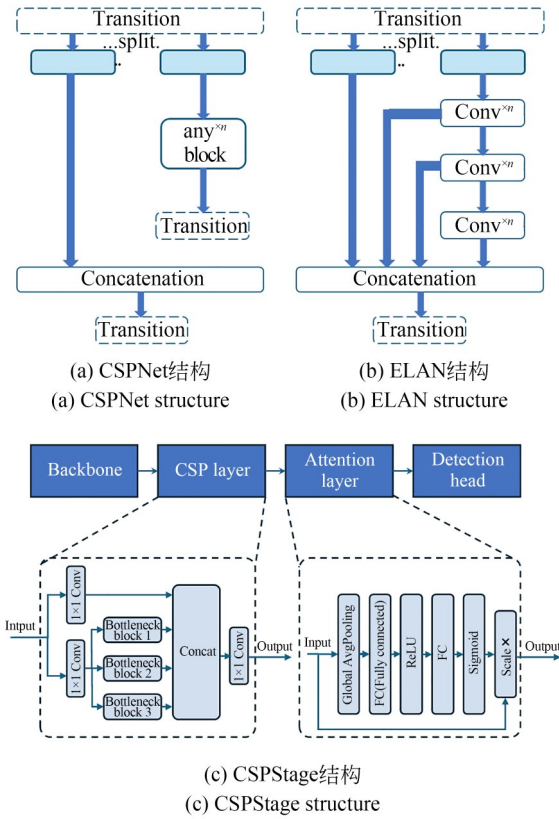 Transition
...split.
..
any×n
block
Transition
Concatenation
Transition
(a) CSPNet结构
(a) CSPNet structure
Transition
...split.
..
Conv×n
Conv×n
Conv×n
Concatenation
Transition
(b) ELAN结构
(b) ELAN structure
Backbone
CSP layer
Attention
layer
Detection
head
Intput
1×1 Conv
1×1 Conv
Bottleneck
block 1
Bottleneck
block 2
Bottleneck
block 3
Concat
1×1 Conv
Output
Input
Global AvgPooling
FC(Fully connected)
ReLU
FC
Sigmoid
Scale×
Output
(c) CSPStage结构
(c) CSPStage structure